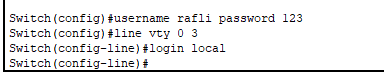 Switch(config)#username rafli password 123
Switch(config)#line vty 0 3
Switch(config-line)#login local
Switch(config-line)#